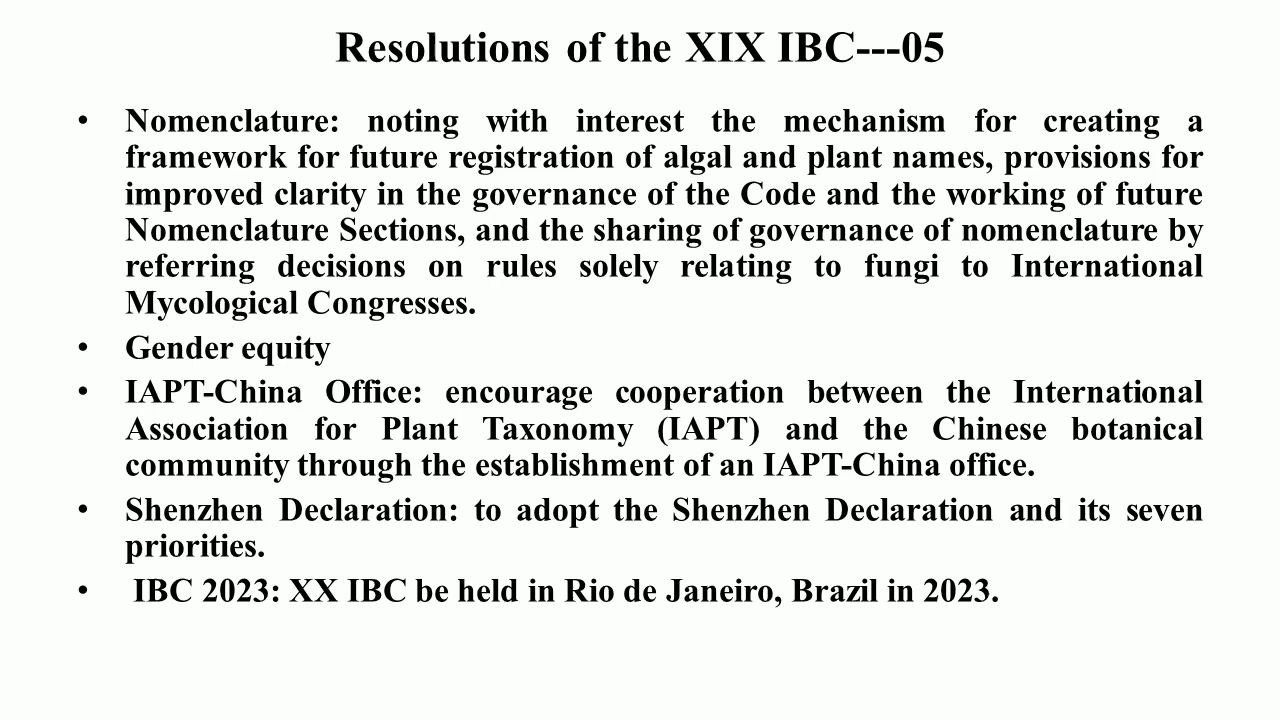 Resolutions of the XIX IBC---05
• Nomenclature: noting with interest the mechanism for creating a
framework for future registration of algal and plant names, provisions for
improved clarity in the governance of the Code and the working of future
Nomenclature Sections, and the sharing of governance of nomenclature by
referring decisions on rules solely relating to fungi to International
Mycological Congresses.
• Gender equity
• IAPT-China Office: encourage cooperation between the International
Association for Plant Taxonomy (IAPT) and the Chinese botanical
community through the establishment of an IAPT-China office.
• Shenzhen Declaration: to adopt the Shenzhen Declaration and its seven
priorities.
• IBC 2023: XX IBC be held in Rio de Janeiro, Brazil in 2023.